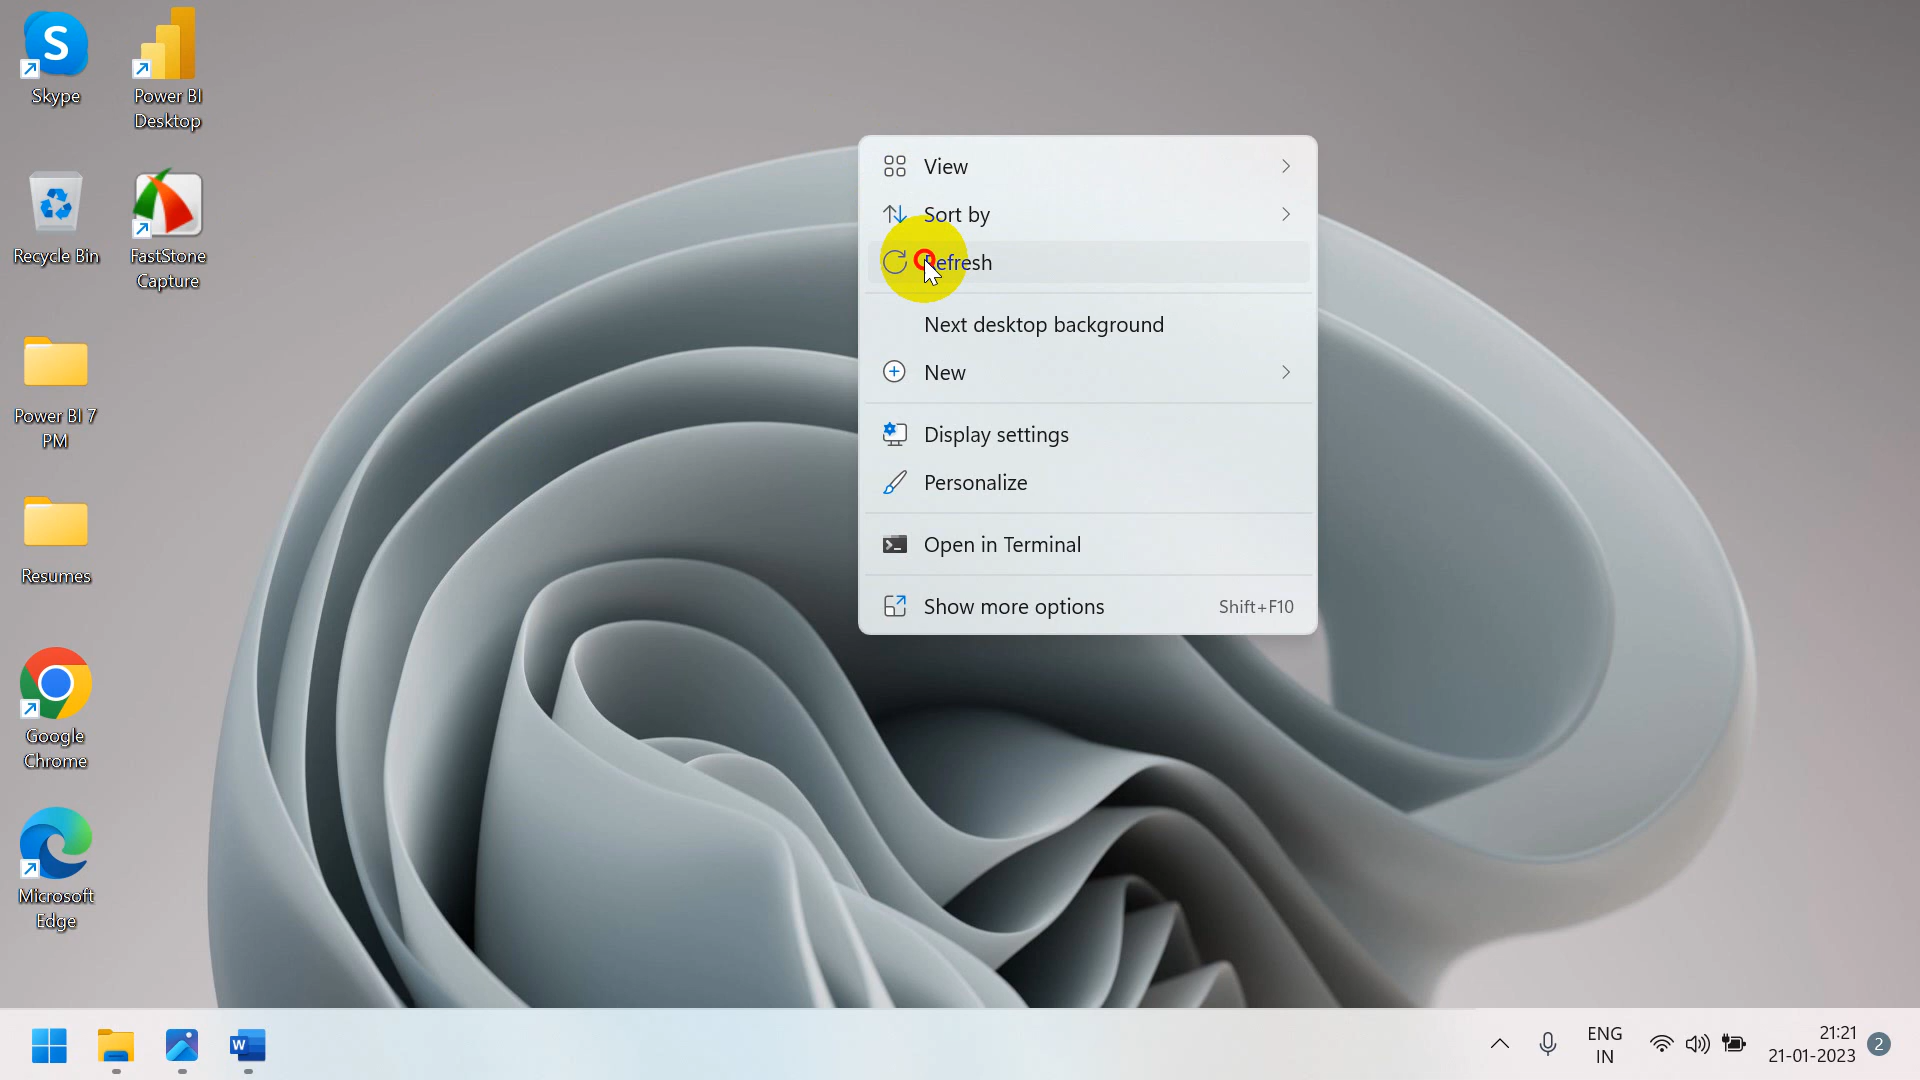 S
Skype
Power BI
Desktop
Recycle Bin
FastStone
Capture
Power BI 7
PM
Resumes
Google
Chrome
Microsoft
Edge
View
Sort by
Refresh
Next desktop background
New
Display settings
Personalize
Open in Terminal
Show more options Shift+F10
W
ENG
IN
21:21
21-01-2023
2